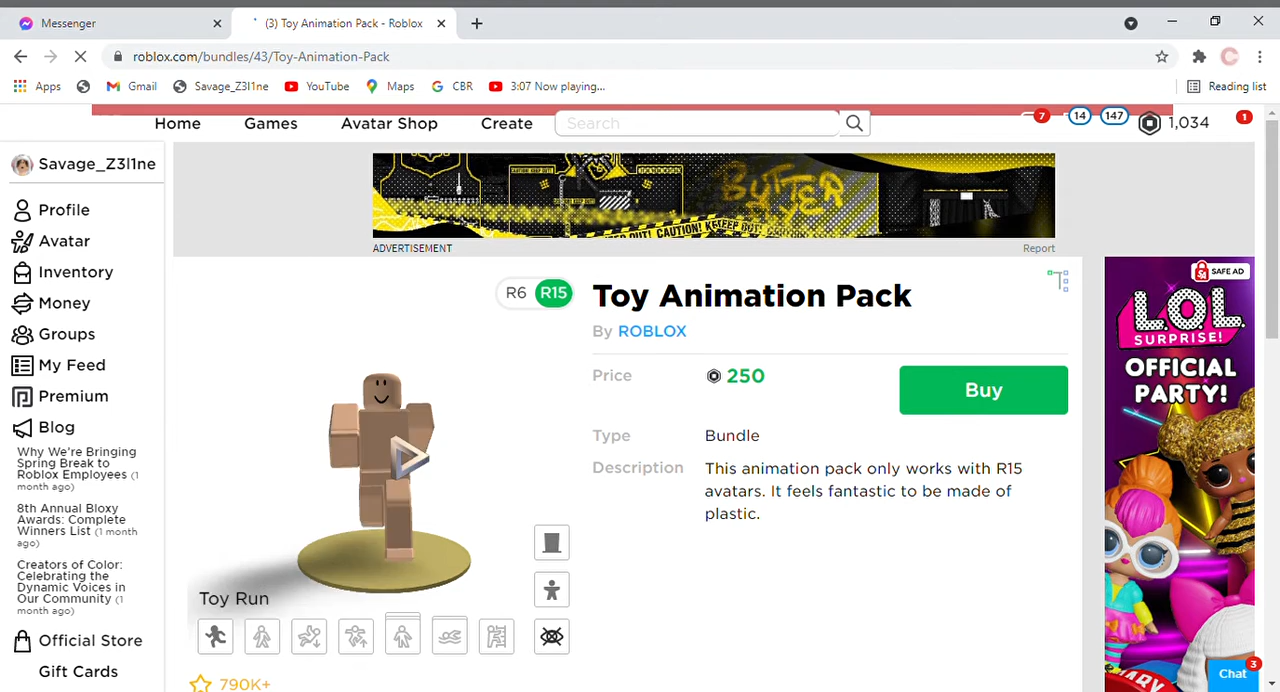 Messenger
(3) Toy Animation Pack - Roblox
roblox.com/bundles/43/Toy-Animation-Pack
Apps Gmail Savage_Z3l1ne YouTube Maps CBR 3:07 Now playing... Reading list
Home Games Avatar Shop Create Search 7 14 147 1,034 1
Savage_Z3l1ne
Profile
Avatar
Inventory
Money
Groups
My Feed
Premium
Blog
Why We're Bringing
Spring Break to
Roblox Employees (1
month ago)
8th Annual Bloxy
Awards: Complete
Winners List (1 month
ago)
Creators of Color:
Celebrating the
Dynamic Voices in
Our Community (1
month ago)
Official Store
Gift Cards
BUTTER
CAUTION!
ADVERTISEMENT Report
R6 R15
Toy Animation Pack
By ROBLOX
Price 250
Buy
Type Bundle
Description This animation pack only works with R15
avatars. It feels fantastic to be made of
plastic.
Toy Run
790K+
SAFE AD
L.O.L.
SURPRISE!
OFFICIAL
PARTY!
Chat 3